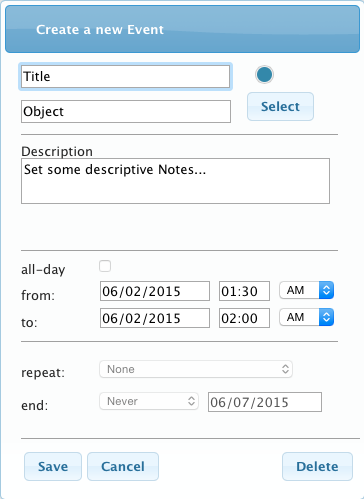 Create a new Event
Title
Object Select
Description
Set some descriptive Notes...
all-day
from: 06/02/2015 01:30 AM
to: 06/02/2015 02:00 AM
repeat: None
end: Never 06/07/2015
Save Cancel Delete